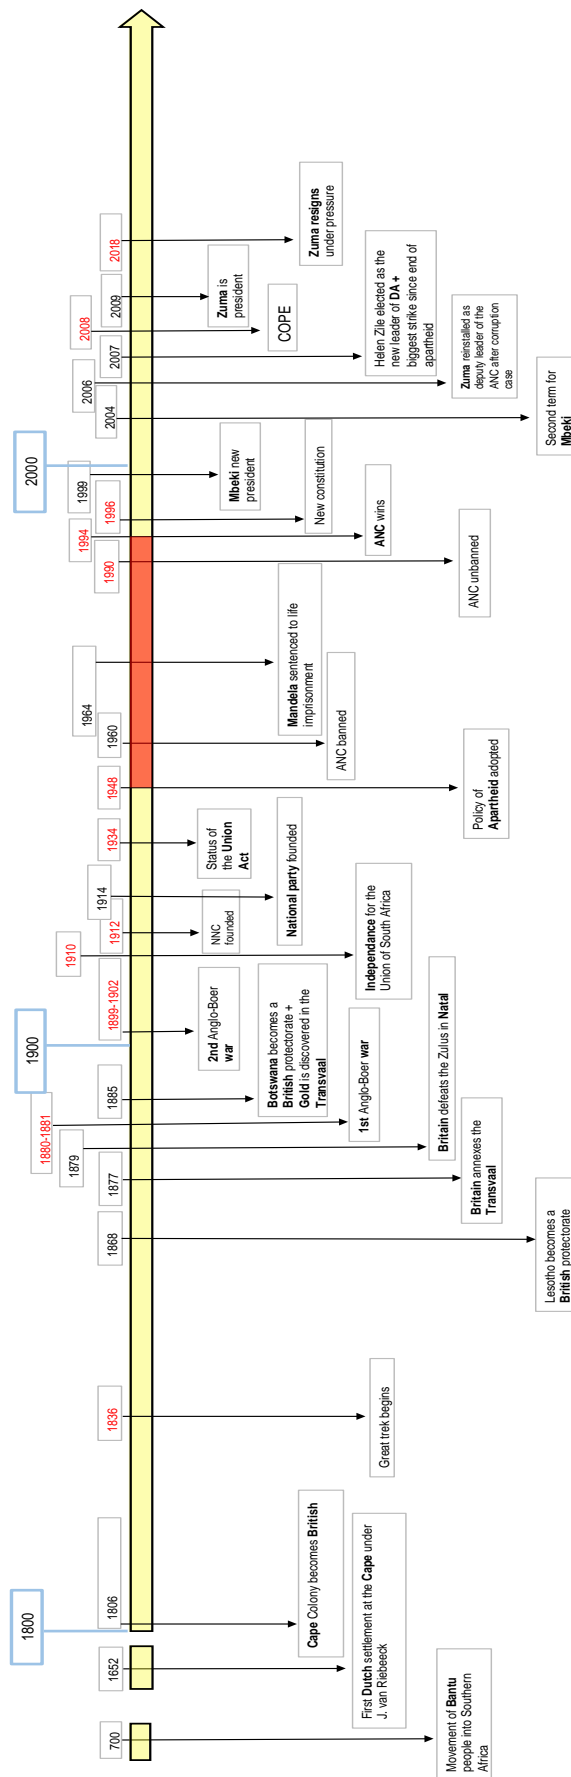 700
Movement of Bantu
people into Southern
Africa
1652
First Dutch settlement at the Cape under
J. van Riebeeck
1800
1806
Cape Colony becomes British
1836
Great trek begins
1868
Lesotho becomes a
British protectorate
1877
Britain annexes the
Transvaal
1879
Britain defeats the Zulus in Natal
1880-1881
1st Anglo-Boer war
1885
Botswana becomes a
British protectorate +
Gold is discovered in the
Transvaal
1900
1899-1902
2nd Anglo-Boer
war
1910
Independance for the
Union of South Africa
1912
NNC
founded
1914
National party founded
1934
Status of
the Union
Act
1948
Policy of
Apartheid adopted
1960
ANC banned
1964
Mandela sentenced to life
imprisonment
1990
ANC unbanned
1994
ANC wins
1996
New constitution
1999
Mbeki new
president
2000
2004
Second term for
Mbeki
2006
Zuma reinstalled as
deputy leader of the
ANC after corruption
case
2007
Helen Zile elected as the
new leader of DA +
biggest strike since end of
apartheid
2008
COPE
2009
Zuma is
president
2018
Zuma resigns
under pressure